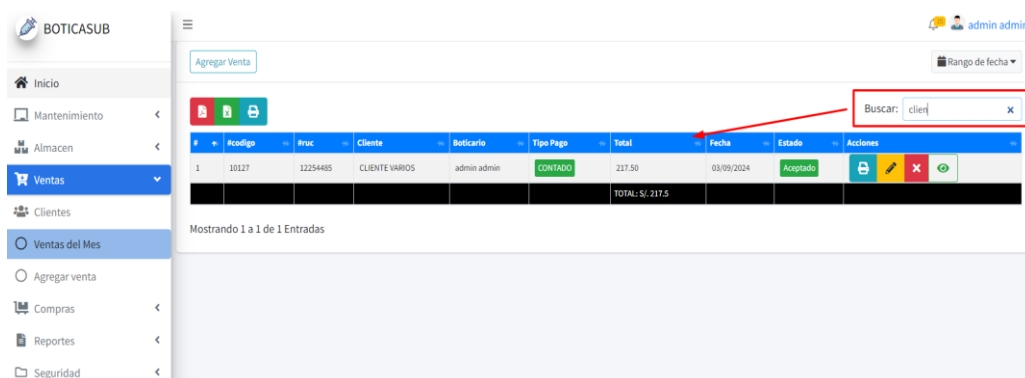 BOTICASUB
admin admin
Agregar Venta
Rango de fecha
Inicio
Mantenimiento
Almacen
Ventas
Clientes
Ventas del Mes
Agregar venta
Compras
Reportes
Seguridad
Buscar: clien
# #codigo #ruc Cliente Boticario Tipo Pago Total Fecha Estado Acciones
1 10127 12254485 CLIENTE VARIOS admin admin CONTADO 217.50 03/09/2024 Aceptado
TOTAL: S/. 217.5
Mostrando 1 a 1 de 1 Entradas